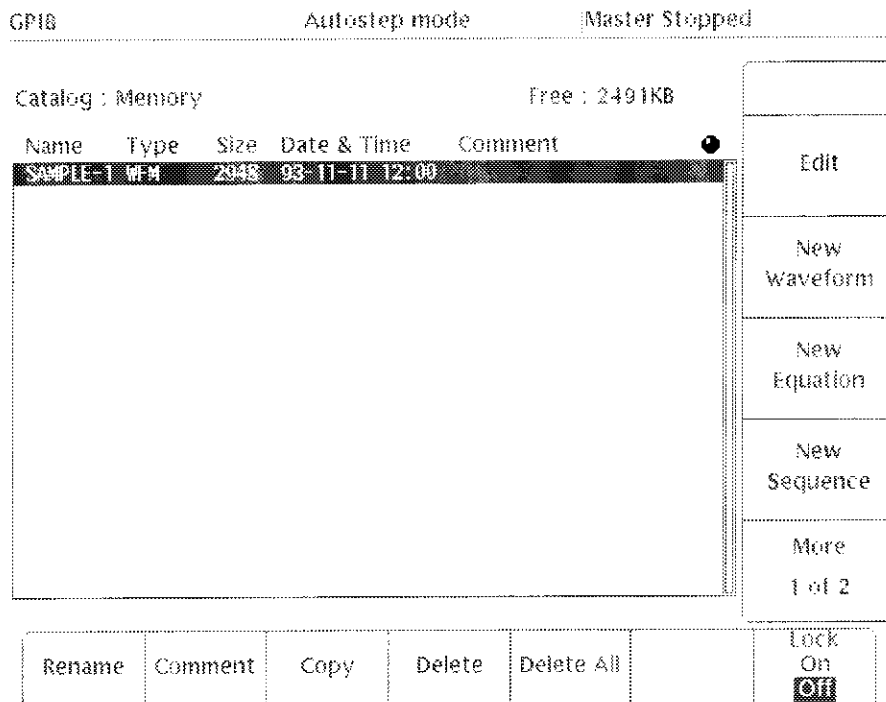 GPIB Autostep mode Master Stopped
Catalog : Memory Free : 2491KB
Name Type Size Date & Time Comment
SAMPLE-1 WFM 2948 93-11-11 12:00
Edit
New
Waveform
New
Equation
New
Sequence
More
1 of 2
Rename Comment Copy Delete Delete All
Lock
On
Off